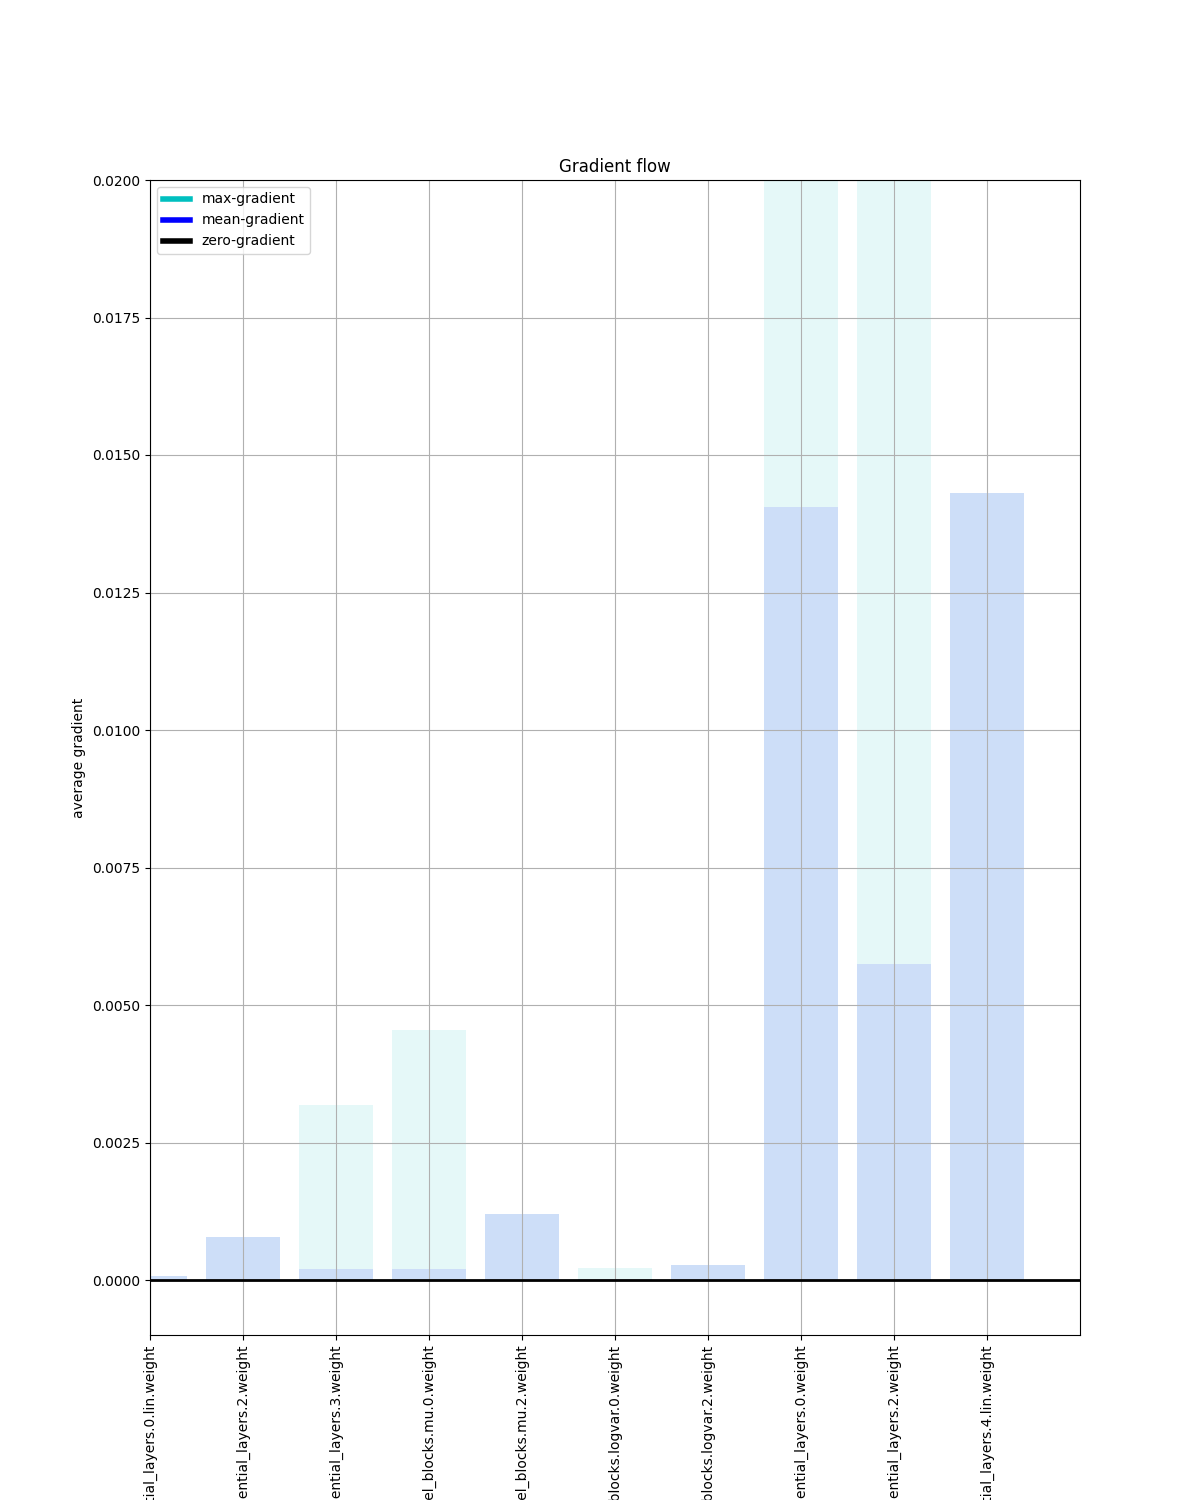 Gradient flow
max-gradient
mean-gradient
zero-gradient
0.0200
0.0175
0.0150
0.0125
0.0100
0.0075
0.0050
0.0025
0.0000
average gradient
tial_layers.0.lin.weight
ential_layers.2.weight
ential_layers.3.weight
el_blocks.mu.0.weight
el_blocks.mu.2.weight
blocks.logvar.0.weight
blocks.logvar.2.weight
ential_layers.0.weight
ential_layers.2.weight
tial_layers.4.lin.weight